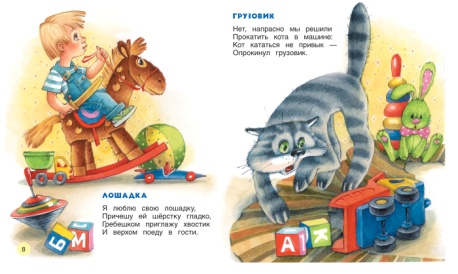 ЛОШАДКА
Я люблю свою лошадку,
Причешу ей шёрстку гладко,
Гребешком приглажу хвостик
И верхом поеду в гости.
Б М
8
ГРУЗОВИК
Нет, напрасно мы решили
Прокатить кота в машине:
Кот кататься не привык —
Опрокинул грузовик.
А К